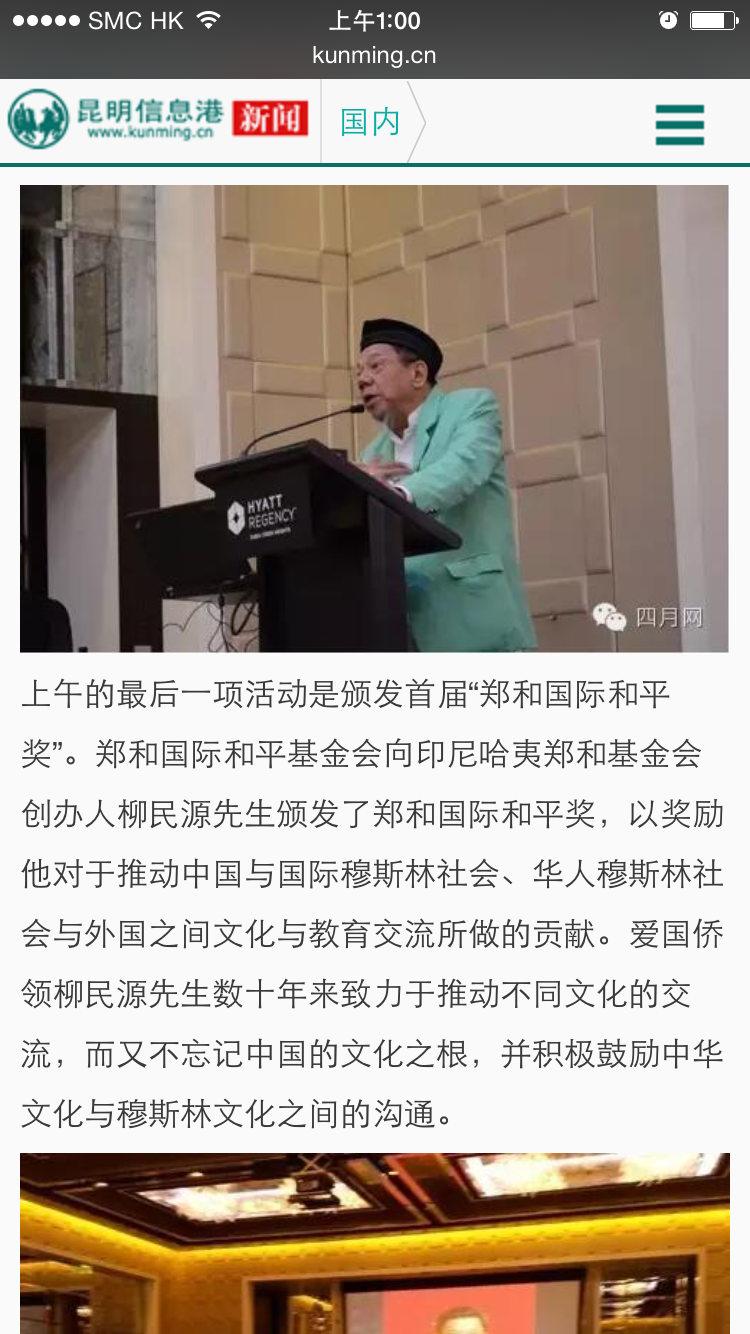 SMC HK
上午1:00
kunming.cn
昆明信息港
www.kunming.cn
新闻
国内
HYATT
REGENCY
四月网
上午的最后一项活动是颁发首届“郑和国际和平
奖”。郑和国际和平基金会向印尼哈夷郑和基金会
创办人柳民源先生颁发了郑和国际和平奖，以奖励
他对于推动中国与国际穆斯林社会、华人穆斯林社
会与外国之间文化与教育交流所做的贡献。爱国侨
领柳民源先生数十年来致力于推动不同文化的交
流，而又不忘记中国的文化之根，并积极鼓励中华
文化与穆斯林文化之间的沟通。